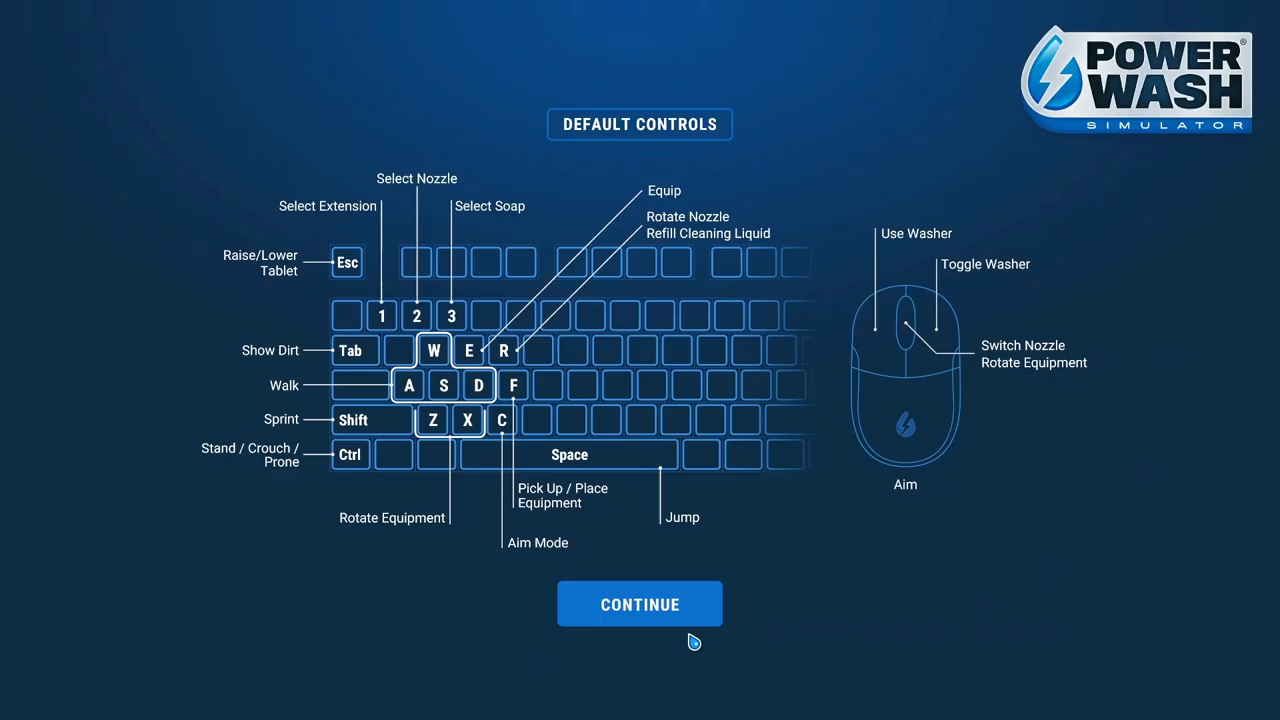 POWER®
WASH
SIMULATOR
DEFAULT CONTROLS
Select Nozzle
Select Extension
Select Soap
Equip
Rotate Nozzle
Refill Cleaning Liquid
Raise/Lower
Tablet
Esc
1 2 3
Show Dirt
Tab W E R
Walk
A S D F
Sprint
Shift Z X C
Stand / Crouch /
Prone
Ctrl Space
Pick Up / Place
Equipment
Rotate Equipment
Jump
Aim Mode
Use Washer
Toggle Washer
Switch Nozzle
Rotate Equipment
Aim
CONTINUE